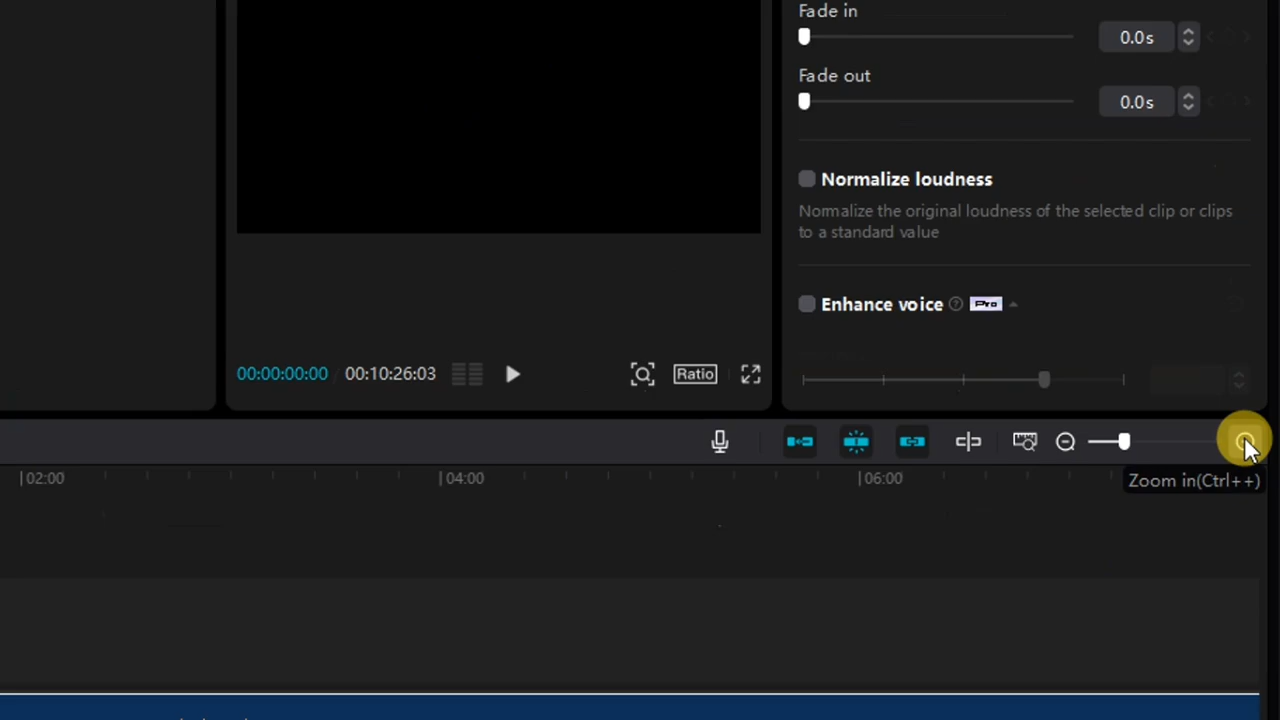 Fade in
0.0s
Fade out
0.0s
Normalize loudness
Normalize the original loudness of the selected clip or clips
to a standard value
Enhance voice Pro
00:00:00:00 00:10:26:03
Ratio
02:00 04:00 06:00
Zoom in(Ctrl++)